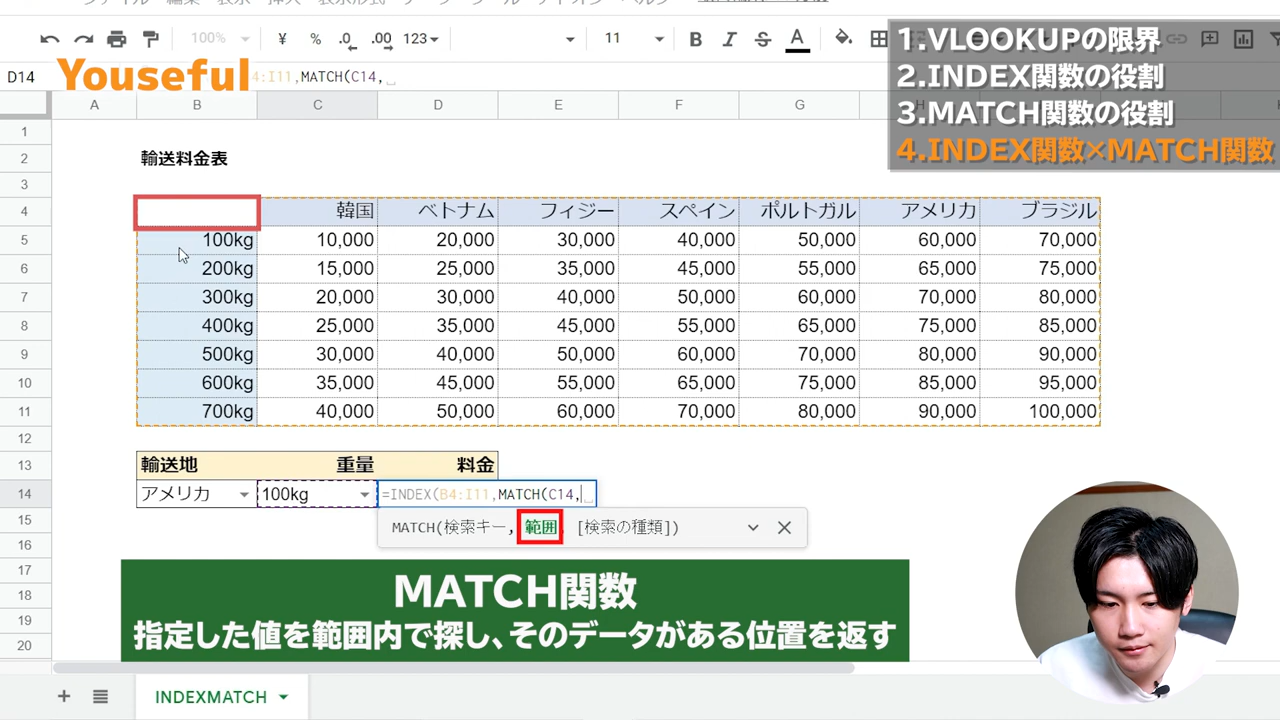 100%
¥ % .0 .00 123
11
B I S A
D14
Youseful
4:I11,MATCH(C14,
1.VLOOKUPの限界
2.INDEX関数の役割
3.MATCH関数の役割
4.INDEX関数×MATCH関数
A B C D E F G
1
2 輸送料金表
3
4 韓国 ベトナム フィジー スペイン ポルトガル アメリカ ブラジル
5 100kg 10,000 20,000 30,000 40,000 50,000 60,000 70,000
6 200kg 15,000 25,000 35,000 45,000 55,000 65,000 75,000
7 300kg 20,000 30,000 40,000 50,000 60,000 70,000 80,000
8 400kg 25,000 35,000 45,000 55,000 65,000 75,000 85,000
9 500kg 30,000 40,000 50,000 60,000 70,000 80,000 90,000
10 600kg 35,000 45,000 55,000 65,000 75,000 85,000 95,000
11 700kg 40,000 50,000 60,000 70,000 80,000 90,000 100,000
12
13 輸送地 重量 料金
14 アメリカ 100kg =INDEX(B4:I11,MATCH(C14,
15 MATCH(検索キー, 範囲, [検索の種類])
16
17
18
19
20
MATCH関数
指定した値を範囲内で探し、そのデータがある位置を返す
INDEXMATCH